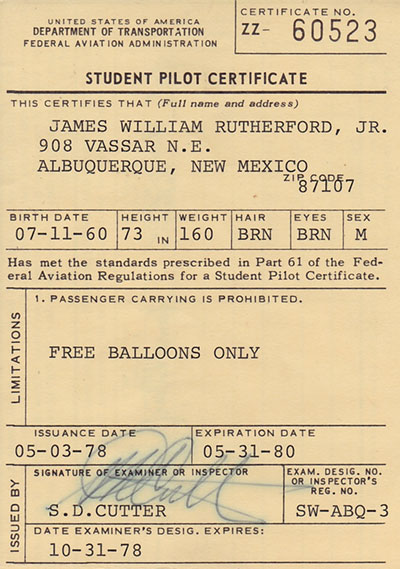 UNITED STATES OF AMERICA
DEPARTMENT OF TRANSPORTATION
FEDERAL AVIATION ADMINISTRATION
CERTIFICATE NO.
ZZ- 60523
STUDENT PILOT CERTIFICATE
THIS CERTIFIES THAT (Full name and address)
JAMES WILLIAM RUTHERFORD, JR.
908 VASSAR N.E.
ALBUQUERQUE, NEW MEXICO
ZIP CODE
87107
BIRTH DATE HEIGHT WEIGHT HAIR EYES SEX
07-11-60 73 IN 160 BRN BRN M
Has met the standards prescribed in Part 61 of the Fed-
eral Aviation Regulations for a Student Pilot Certificate.
LIMITATIONS
1. PASSENGER CARRYING IS PROHIBITED.
FREE BALLOONS ONLY
ISSUANCE DATE EXPIRATION DATE
05-03-78 05-31-80
ISSUED BY
SIGNATURE OF EXAMINER OR INSPECTOR
S.D.CUTTER
EXAM. DESIG. NO.
OR INSPECTOR'S
REG. NO.
SW-ABQ-3
DATE EXAMINER'S DESIG. EXPIRES:
10-31-78